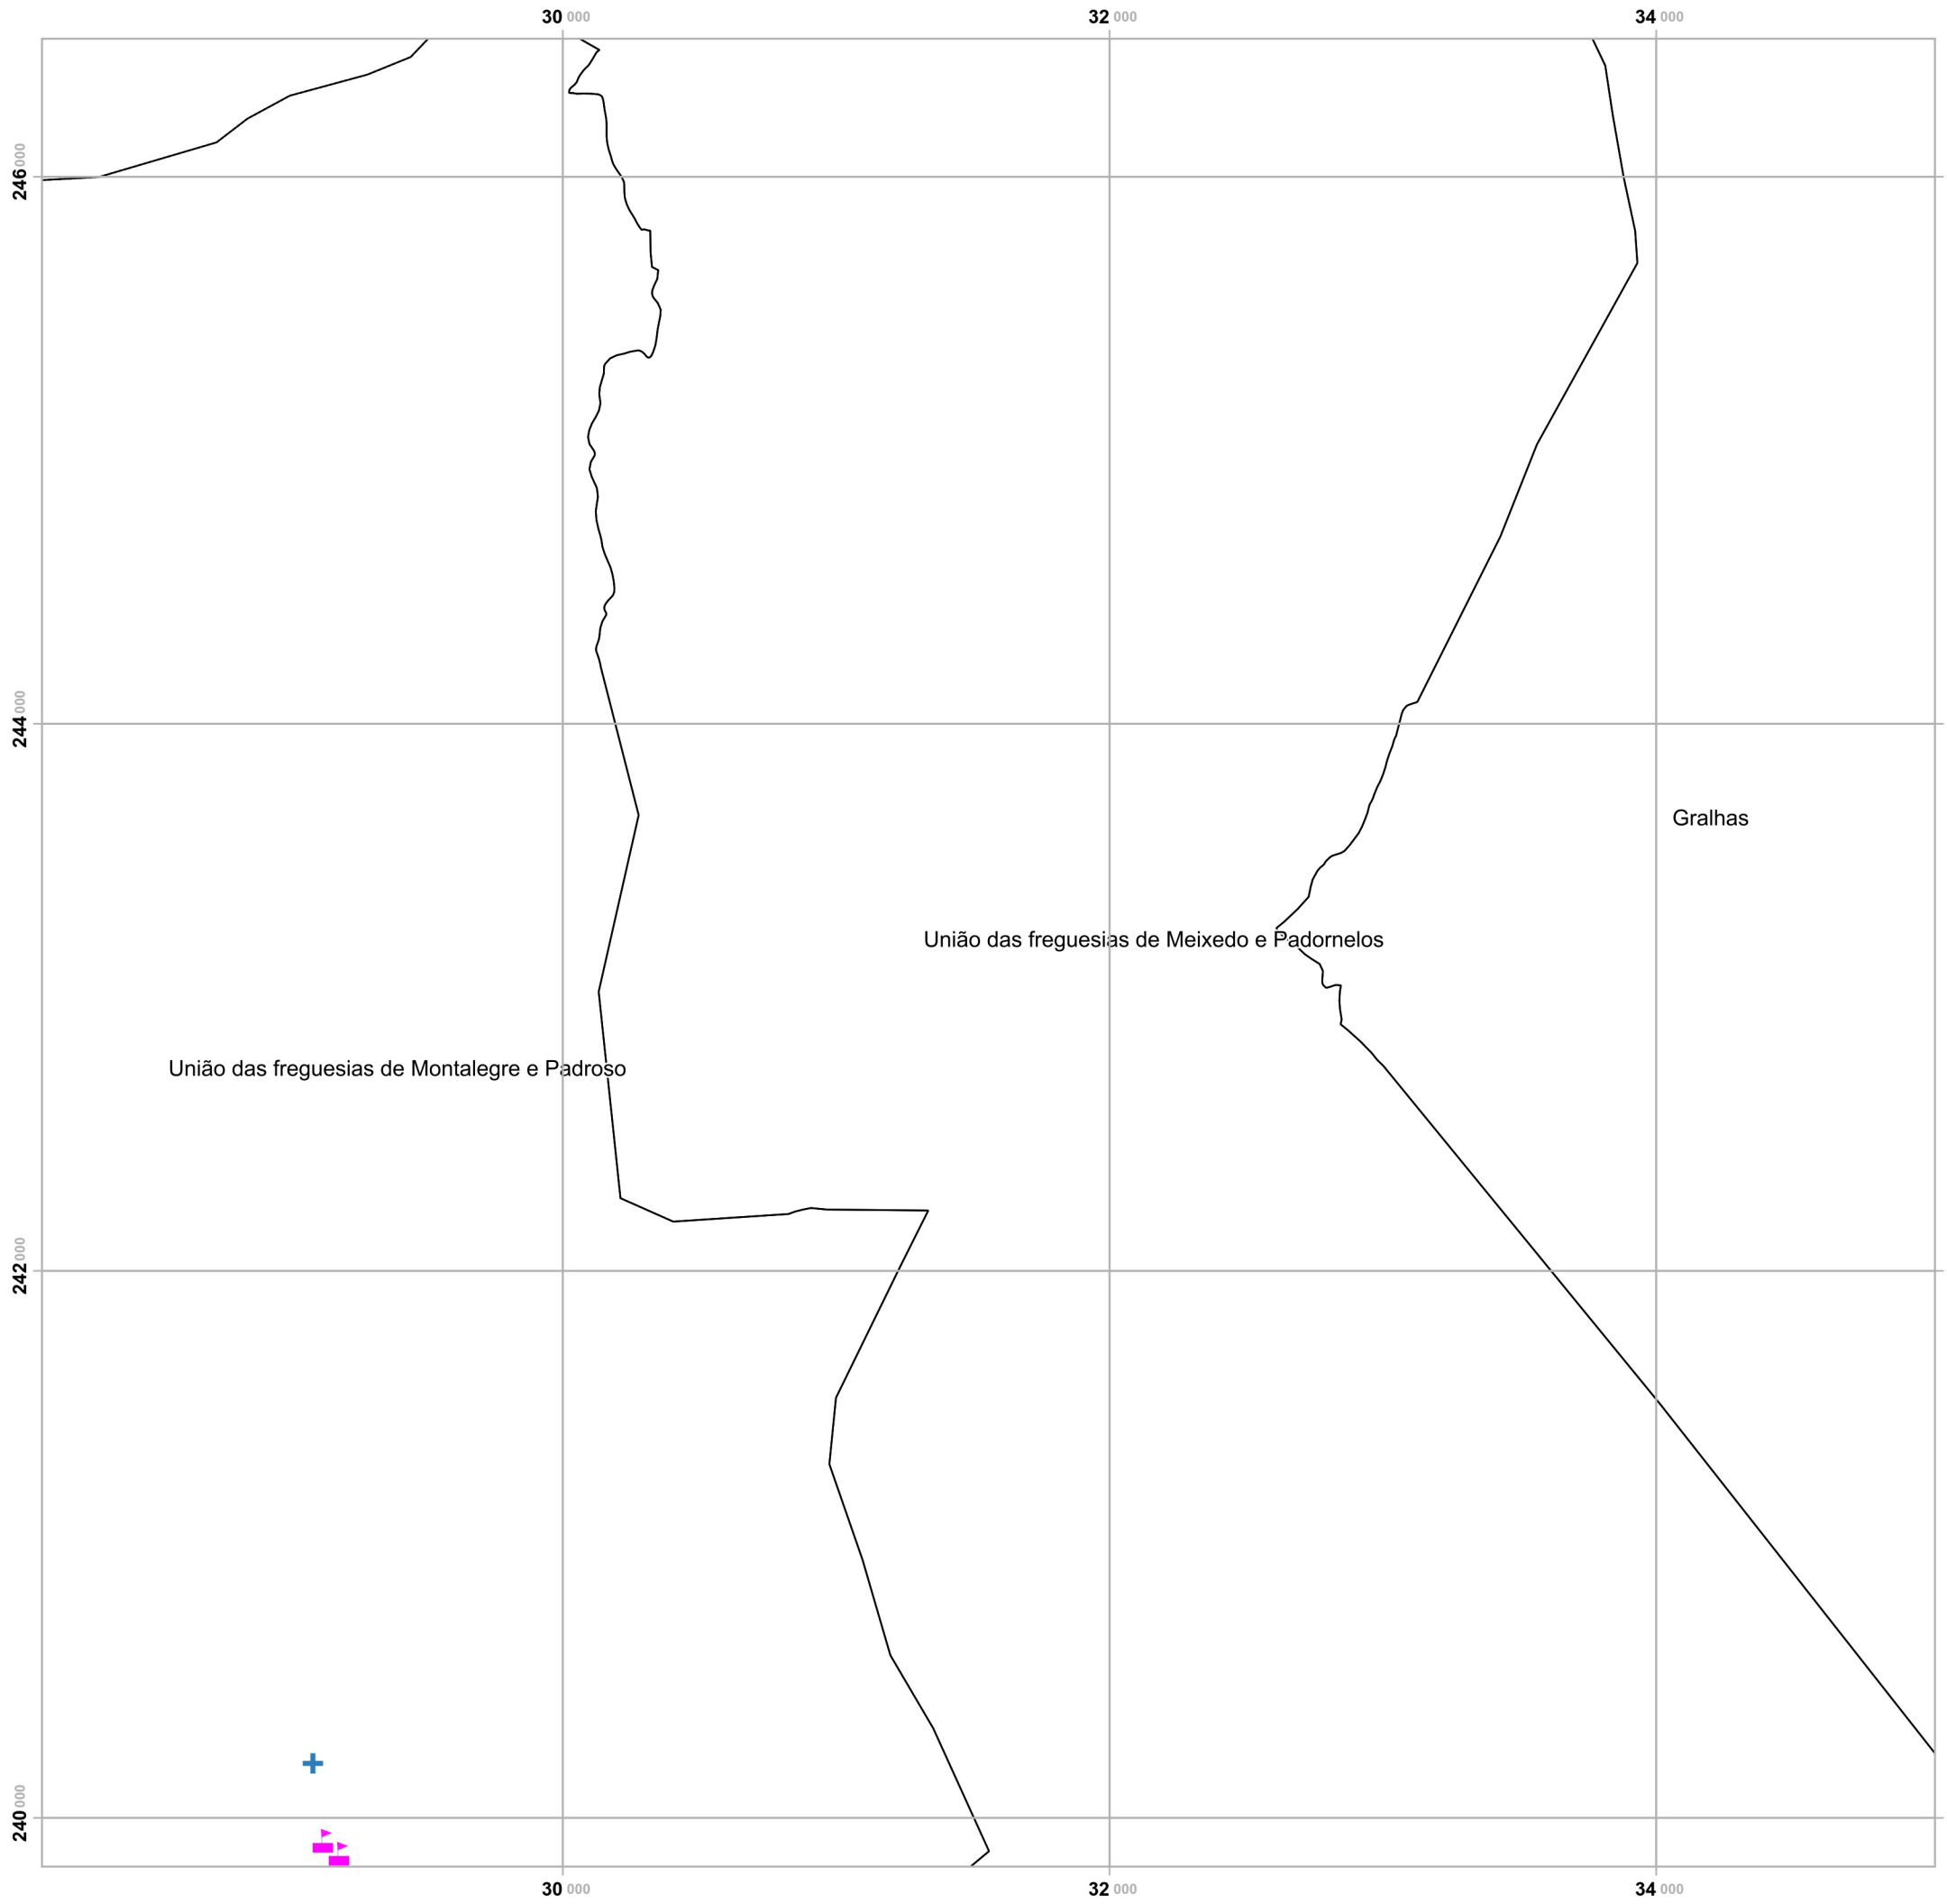 30 000 32 000 34 000
246 000
244 000
Gralhas
União das freguesias de Meixedo e Padornelos
União das freguesias de Montalegre e Padroso
242 000
240 000
30 000 32 000 34 000